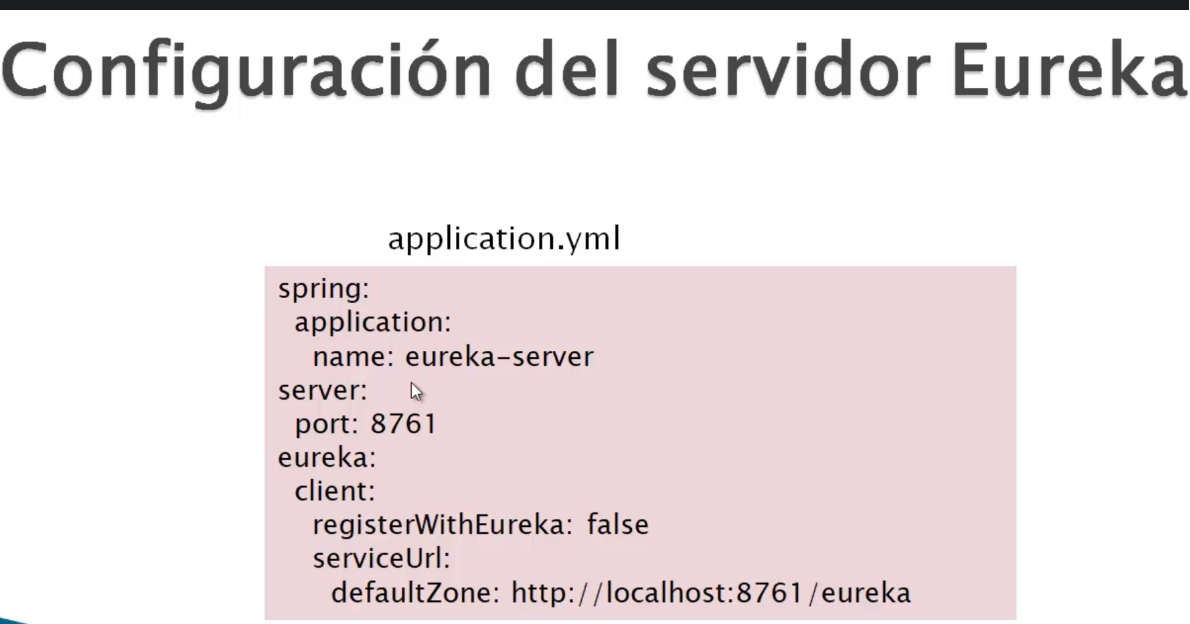 Configuración del servidor Eureka
application.yml
spring:
application:
name: eureka-server
server:
port: 8761
eureka:
client:
registerWithEureka: false
serviceUrl:
defaultZone: http://localhost:8761/eureka